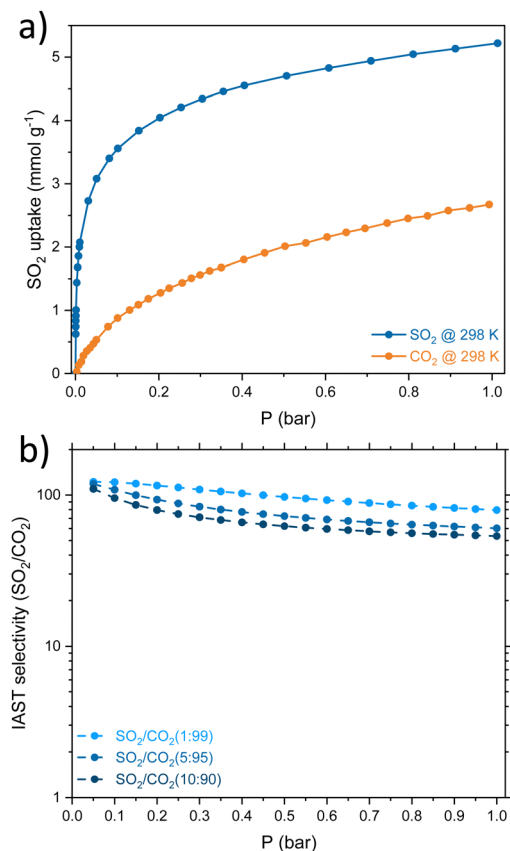 a)
SO₂ uptake (mmol g⁻¹)
5
4
3
2
1
0
SO₂ @ 298 K
CO₂ @ 298 K
0.0 0.2 0.4 0.6 0.8 1.0
P (bar)
b)
IAST selectivity (SO₂/CO₂)
100
10
1
SO₂/CO₂(1:99)
SO₂/CO₂(5:95)
SO₂/CO₂(10:90)
0.0 0.1 0.2 0.3 0.4 0.5 0.6 0.7 0.8 0.9 1.0
P (bar)